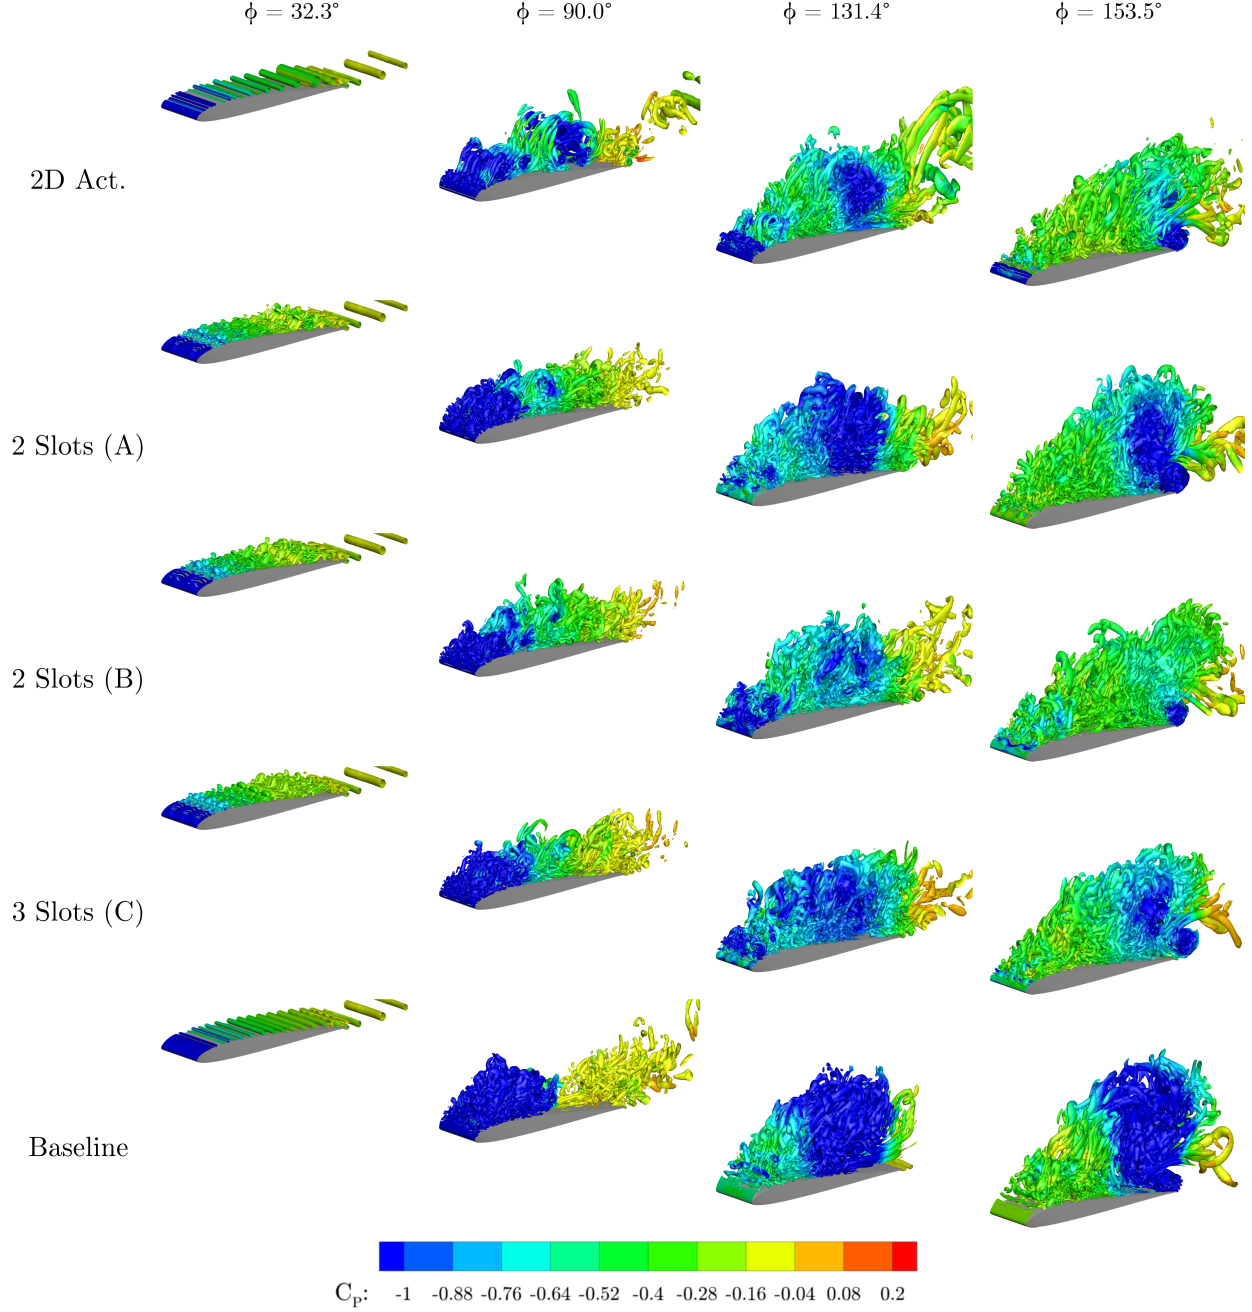 ϕ = 32.3°
ϕ = 90.0°
ϕ = 131.4°
ϕ = 153.5°
2D Act.
2 Slots (A)
2 Slots (B)
3 Slots (C)
Baseline
C_P: -1 -0.88 -0.76 -0.64 -0.52 -0.4 -0.28 -0.16 -0.04 0.08 0.2